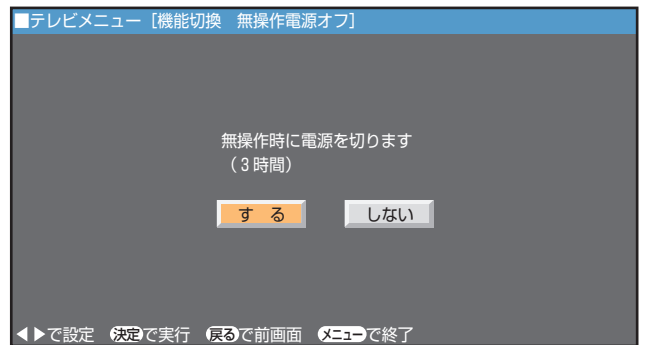 ■テレビメニュー［機能切換　無操作電源オフ］
無操作時に電源を切ります
（3時間）
する　しない
◀▶で設定　決定で実行　戻るで前画面　メニューで終了